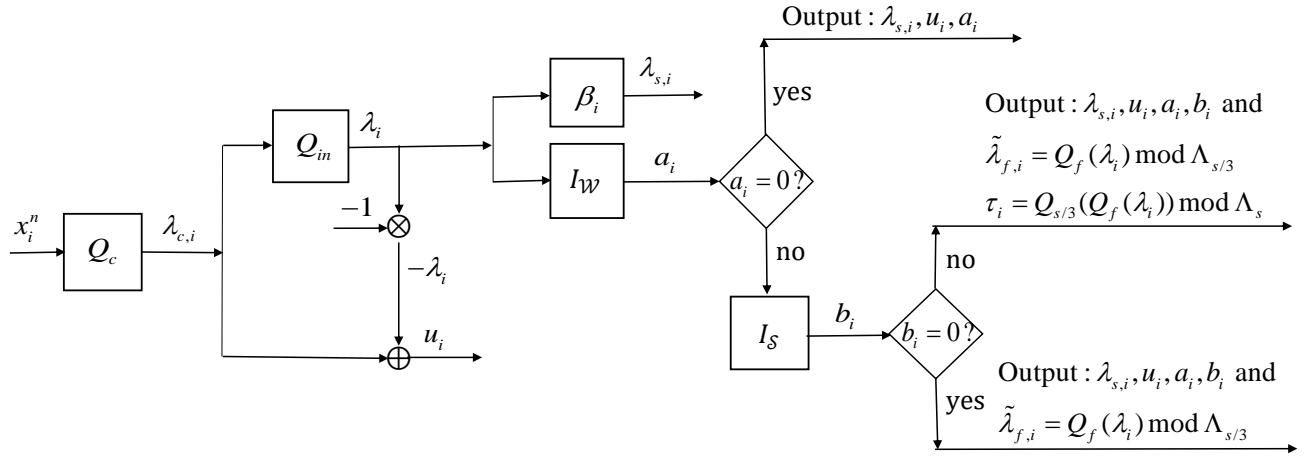 Output : λ_{s,i}, u_i, a_i
λ_{s,i}
β_i
yes
Output : λ_{s,i}, u_i, a_i, b_i and
λ̃_{f,i} = Q_f(λ_i) mod Λ_{s/3}
τ_i = Q_{s/3}(Q_f(λ_i)) mod Λ_s
λ_i
Q_{in}
a_i
I_𝒲
a_i = 0?
−1
x_i^n
Q_c
λ_{c,i}
−λ_i
no
no
u_i
I_𝒮
b_i
b_i = 0?
Output : λ_{s,i}, u_i, a_i, b_i and
yes
λ̃_{f,i} = Q_f(λ_i) mod Λ_{s/3}